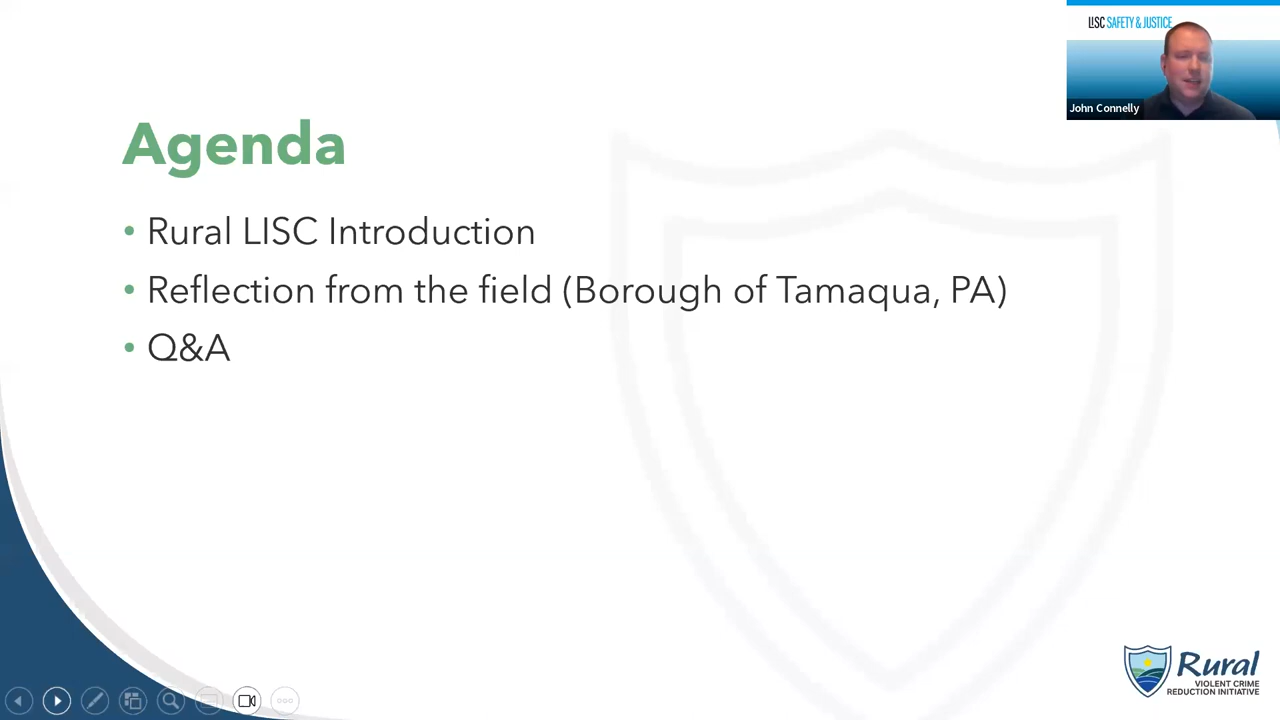 LISC SAFETY & JUSTICE
John Connelly
Agenda
• Rural LISC Introduction
• Reflection from the field (Borough of Tamaqua, PA)
• Q&A
Rural
VIOLENT CRIME
REDUCTION INITIATIVE